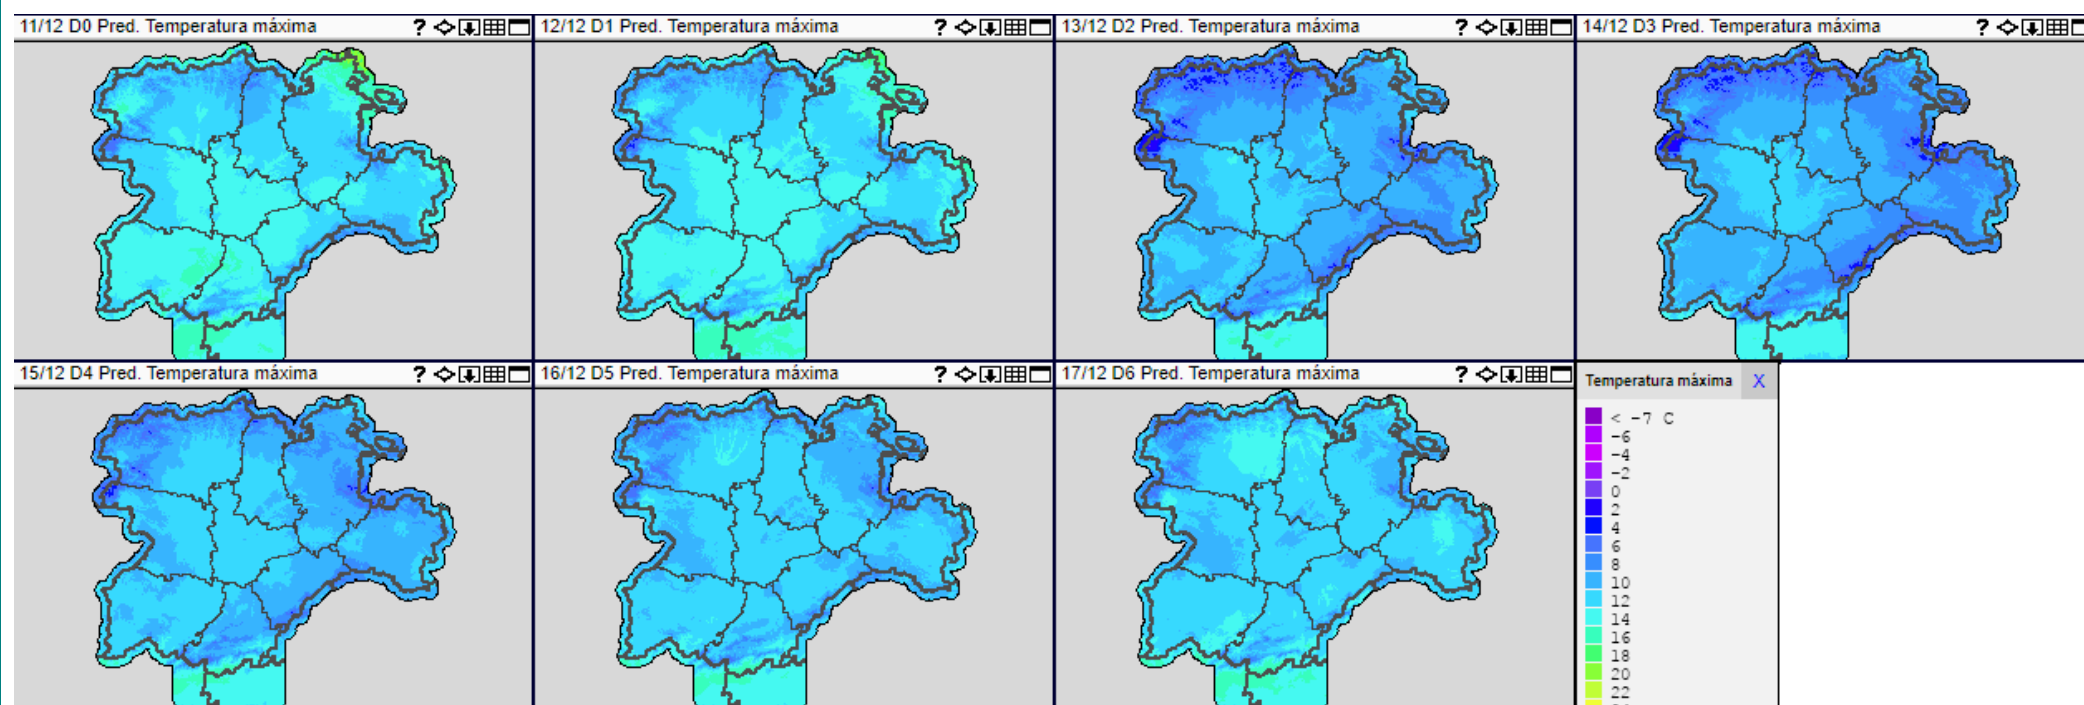 11/12 D0 Pred. Temperatura máxima ?
12/12 D1 Pred. Temperatura máxima ?
13/12 D2 Pred. Temperatura máxima ?
14/12 D3 Pred. Temperatura máxima ?
15/12 D4 Pred. Temperatura máxima ?
16/12 D5 Pred. Temperatura máxima ?
17/12 D6 Pred. Temperatura máxima ?
Temperatura máxima X
< -7 C
-6
-4
-2
0
2
4
6
8
10
12
14
16
18
20
22